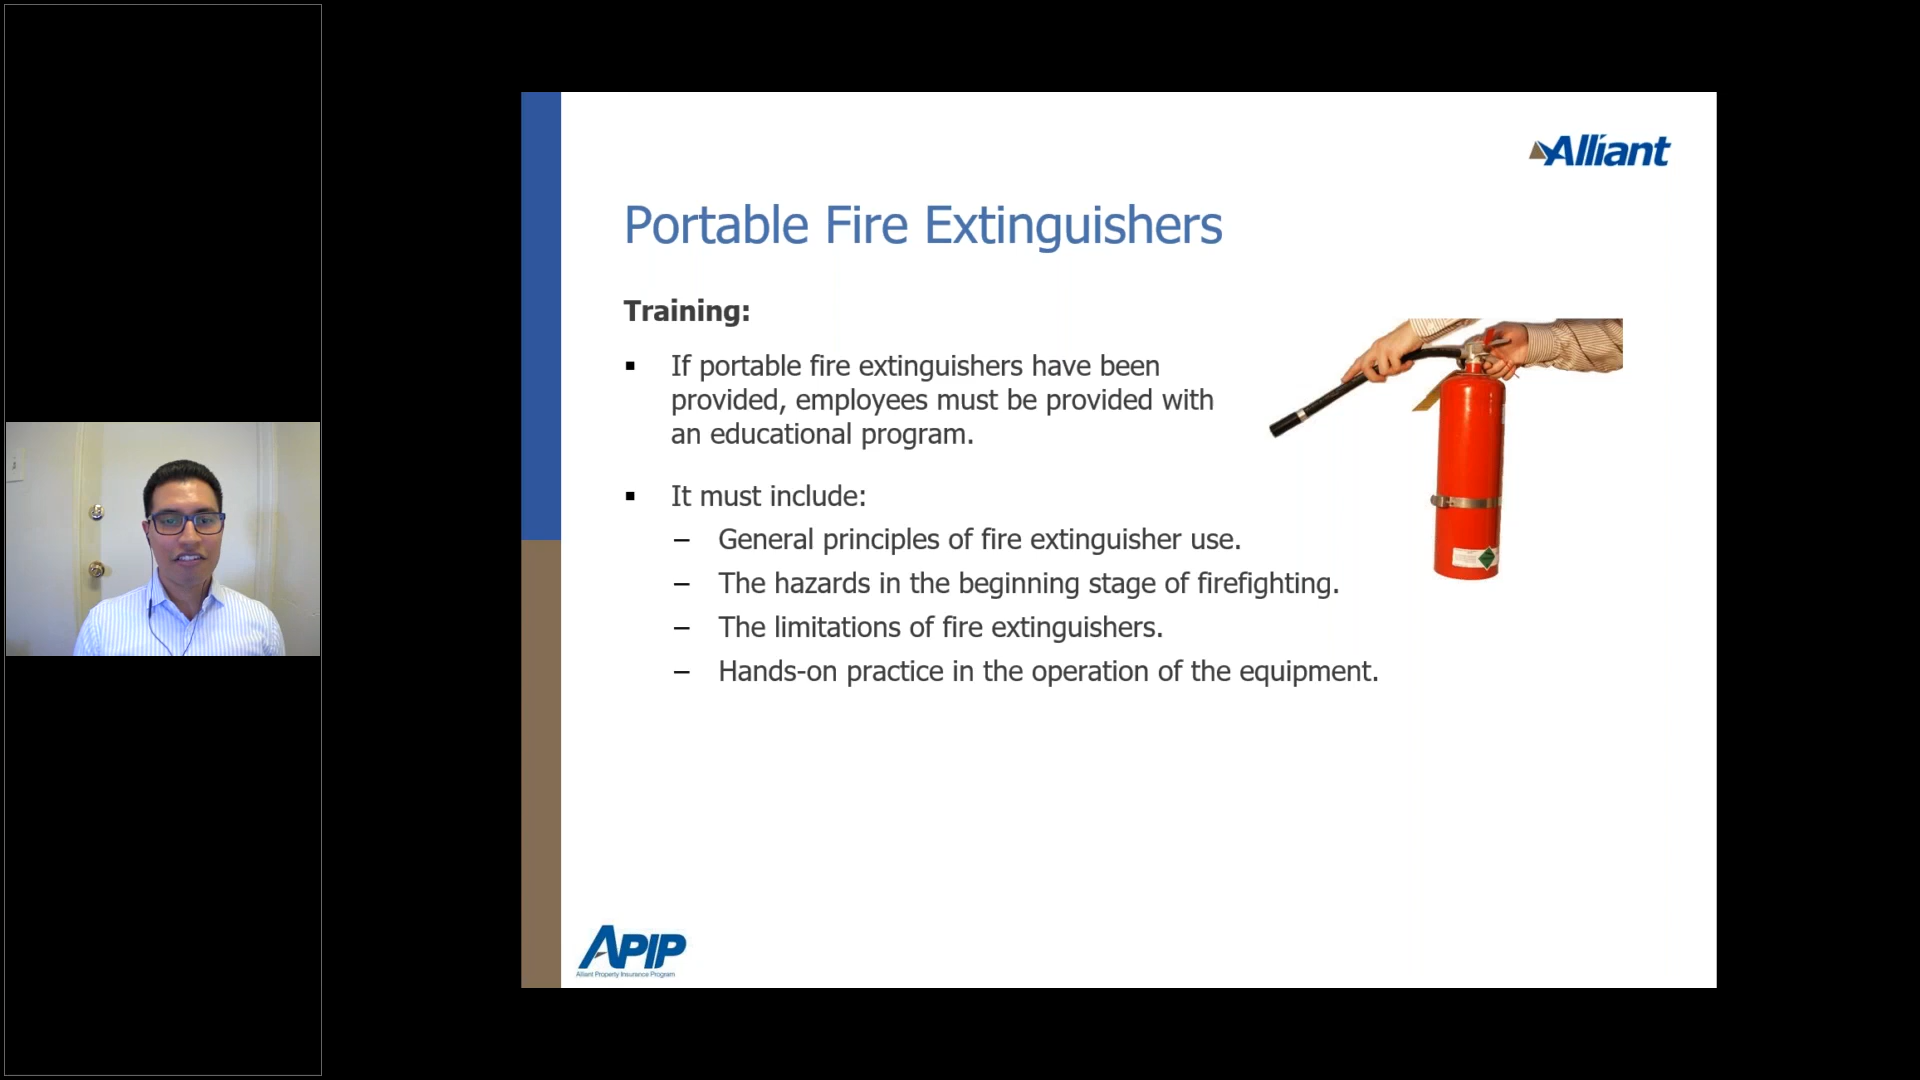 Alliant
Portable Fire Extinguishers
Training:
▪ If portable fire extinguishers have been
provided, employees must be provided with
an educational program.
▪ It must include:
– General principles of fire extinguisher use.
– The hazards in the beginning stage of firefighting.
– The limitations of fire extinguishers.
– Hands-on practice in the operation of the equipment.
APIP
Alliant Property Insurance Program